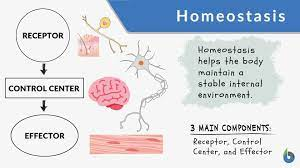 Homeostasis
RECEPTOR
CONTROL CENTER
EFFECTOR
Homeostasis
helps the body
maintain a
stable internal
environment.
3 MAIN COMPONENTS:
Receptor, Control
Center, and Effector